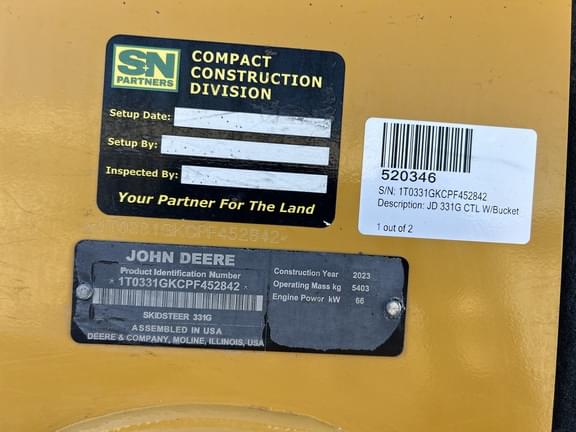 SN
PARTNERS
COMPACT
CONSTRUCTION
DIVISION
Setup Date:
Setup By:
Inspected By:
Your Partner For The Land
520346
S/N: 1T0331GKCPF452842
Description: JD 331G CTL W/Bucket
1 out of 2
*1T0331GKCPF452842*
JOHN DEERE
Product Identification Number
*1T0331GKCPF452842*
SKIDSTEER 331G
ASSEMBLED IN USA
DEERE & COMPANY, MOLINE, ILLINOIS, USA
Construction Year 2023
Operating Mass kg 5403
Engine Power kW 66